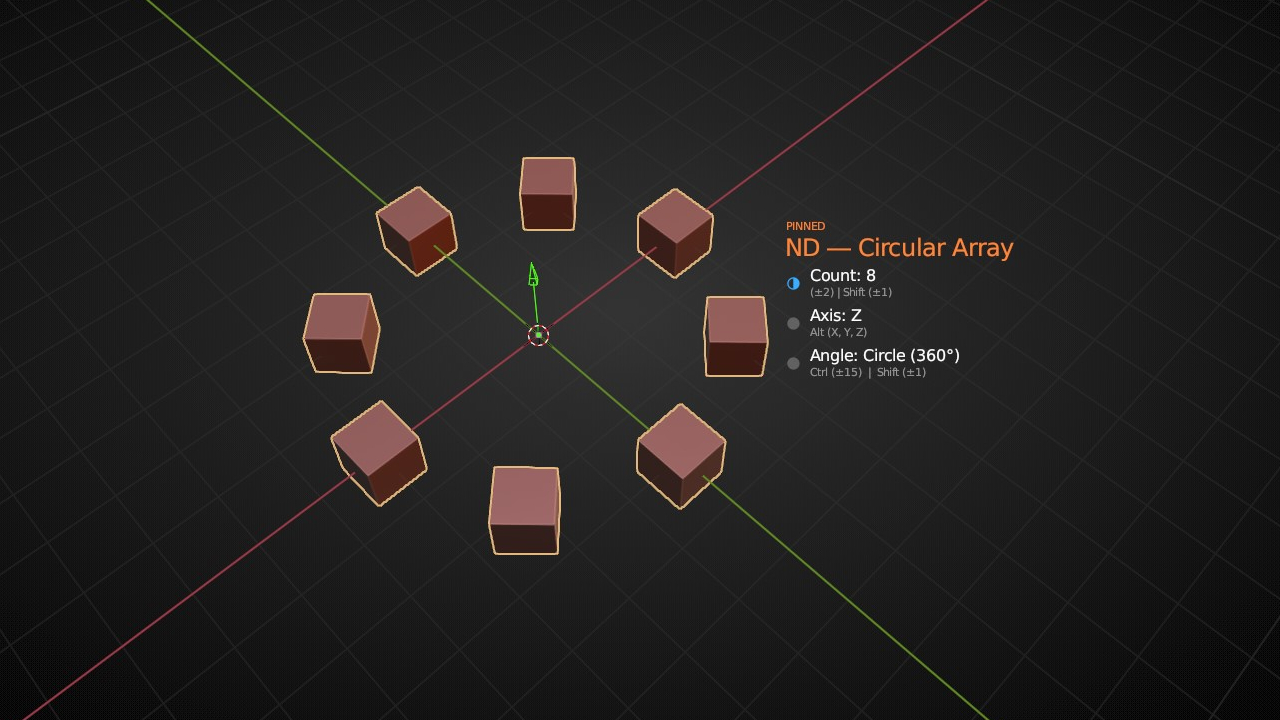 PINNED
ND — Circular Array
Count: 8
(±2) | Shift (±1)
Axis: Z
Alt (X, Y, Z)
Angle: Circle (360°)
Ctrl (±15) | Shift (±1)